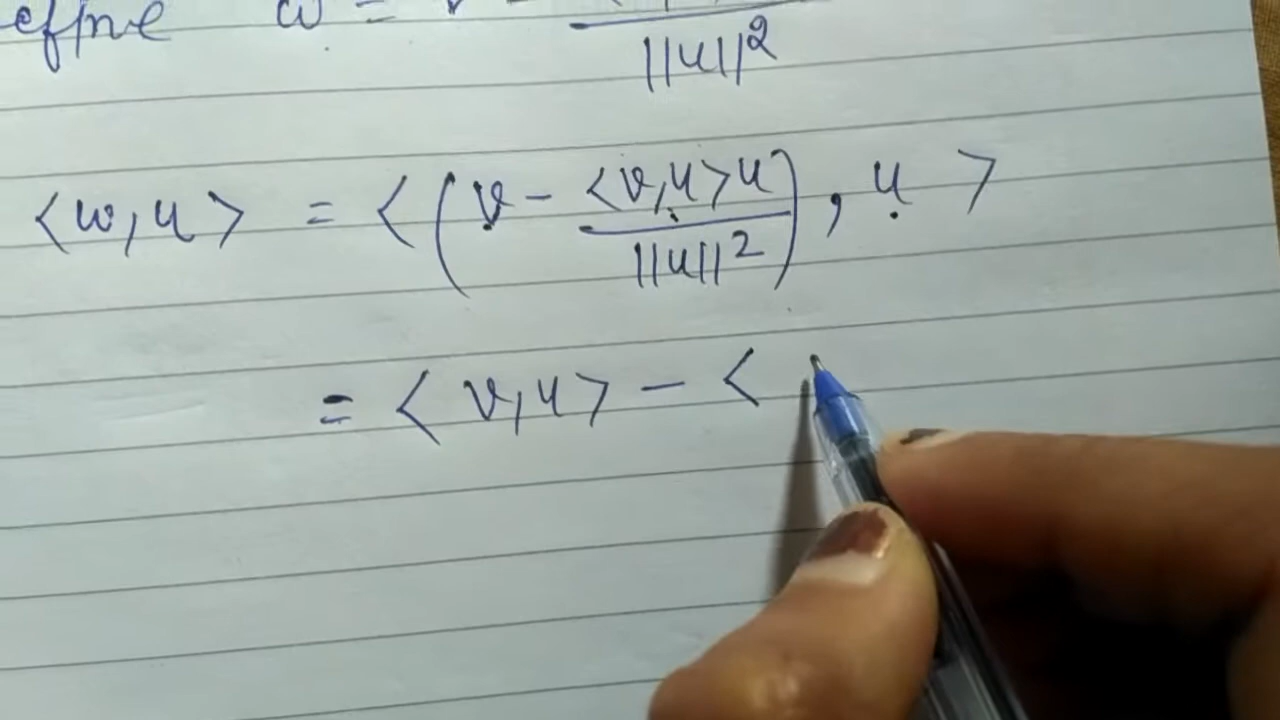 efine w = v -
||u||²
<w,u> = <(v - <v,u>u / ||u||²), u>
= <v,u> - <